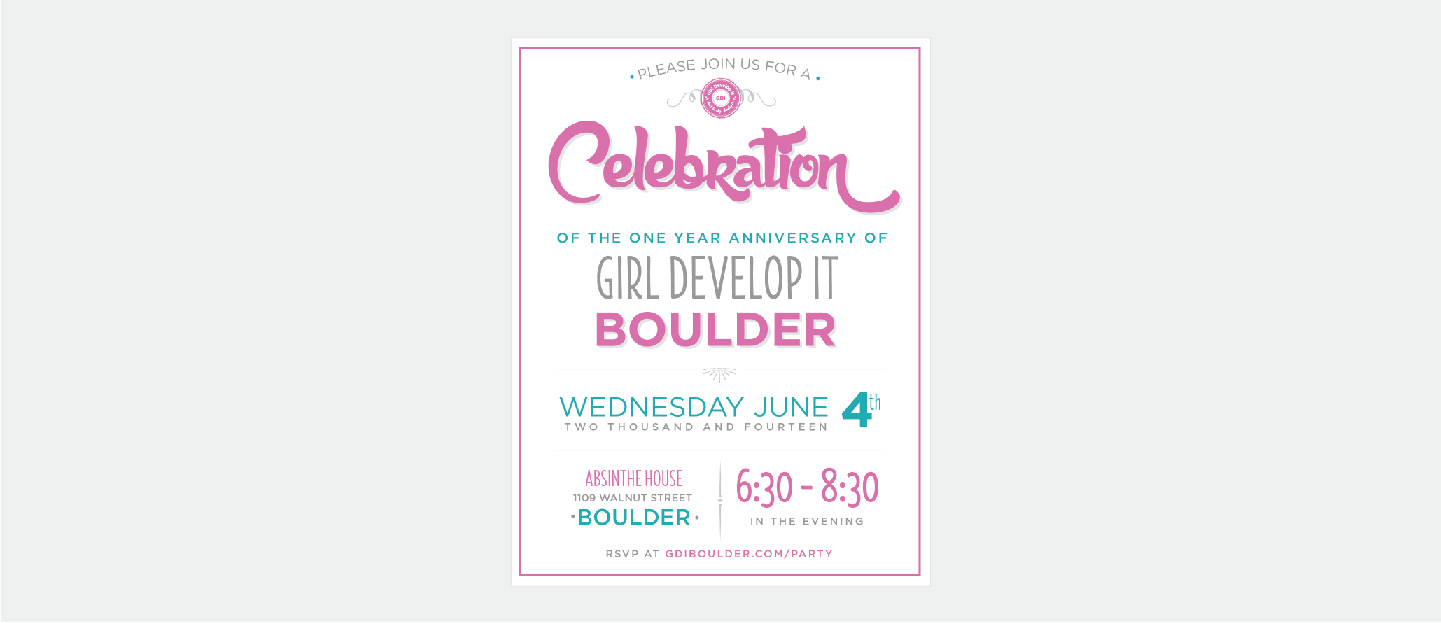 PLEASE JOIN US FOR A
GDI
Celebration
OF THE ONE YEAR ANNIVERSARY OF
GIRL DEVELOP IT
BOULDER
WEDNESDAY JUNE 4th
TWO THOUSAND AND FOURTEEN
ABSINTHE HOUSE
1109 WALNUT STREET
BOULDER
6:30 - 8:30
IN THE EVENING
RSVP AT GDIBOULDER.COM/PARTY